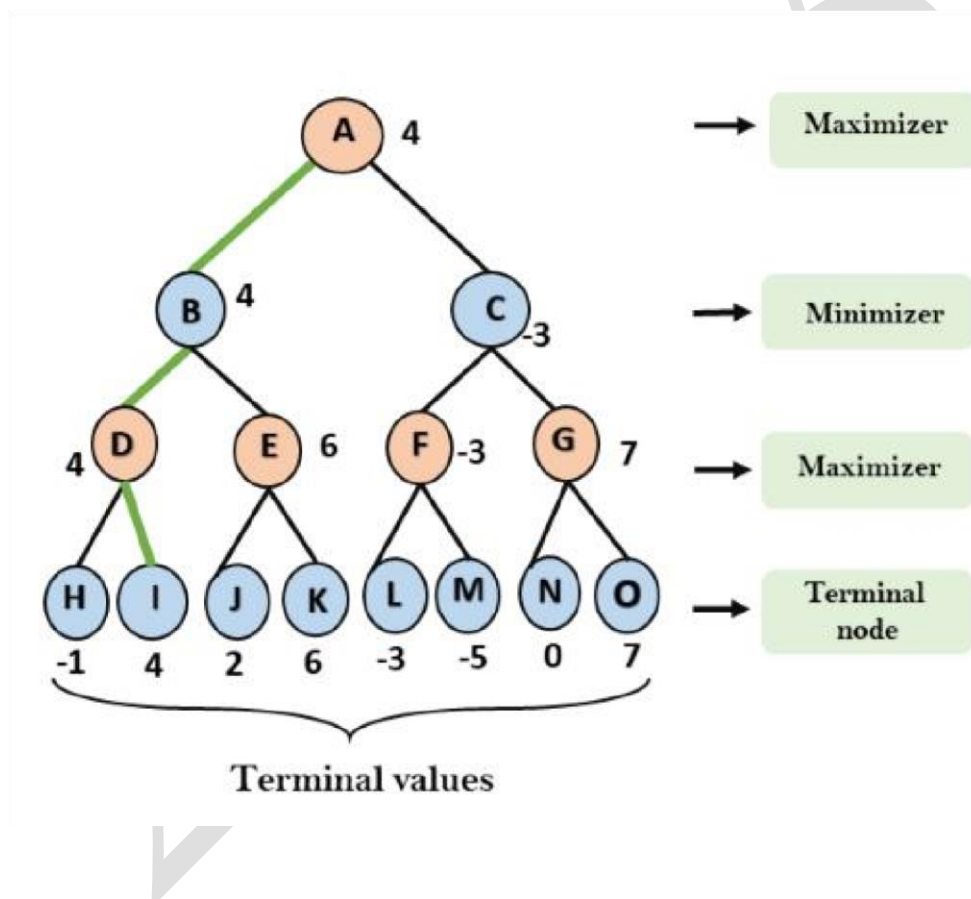 A 4 Maximizer
B 4 C -3 Minimizer
4 D E 6 F -3 G 7 Maximizer
H I J K L M N O Terminal
node
-1 4 2 6 -3 -5 0 7
Terminal values